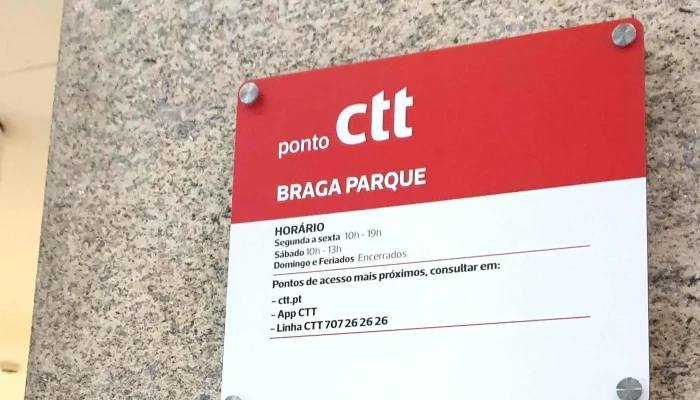 ponto ctt
BRAGA PARQUE
HORÁRIO
Segunda a sexta 10h - 19h
Sábado 10h - 13h
Domingo e Feriados Encerrados
Pontos de acesso mais próximos, consultar em:
- ctt.pt
- App CTT
- Linha CTT 707 26 26 26